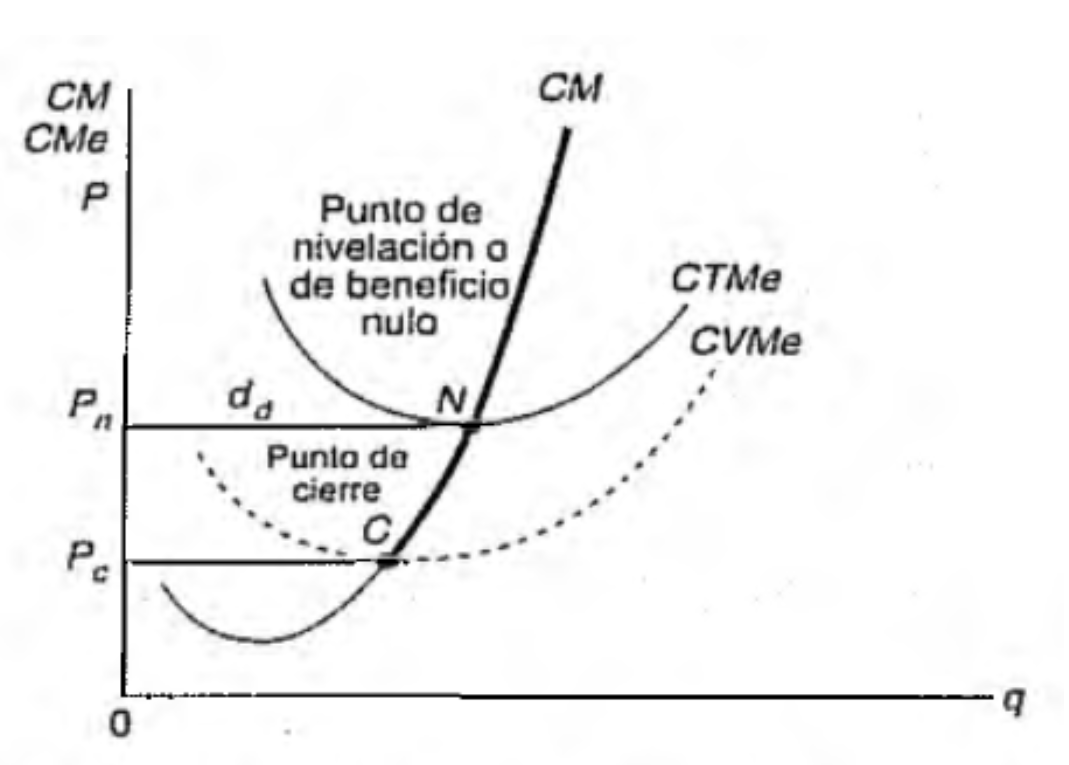 CM
CMe
P
CM
Punto de
nivelación o
de beneficio
nulo
CTMe
CVMe
Pn
dd
N
Punto de
cierre
C
Pc
0
q